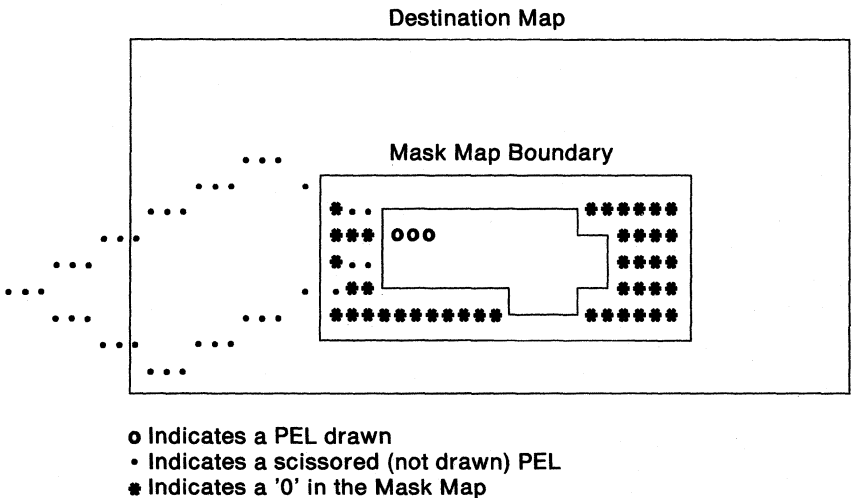 Destination Map
Mask Map Boundary
o Indicates a PEL drawn
• Indicates a scissored (not drawn) PEL
✱ Indicates a '0' in the Mask Map